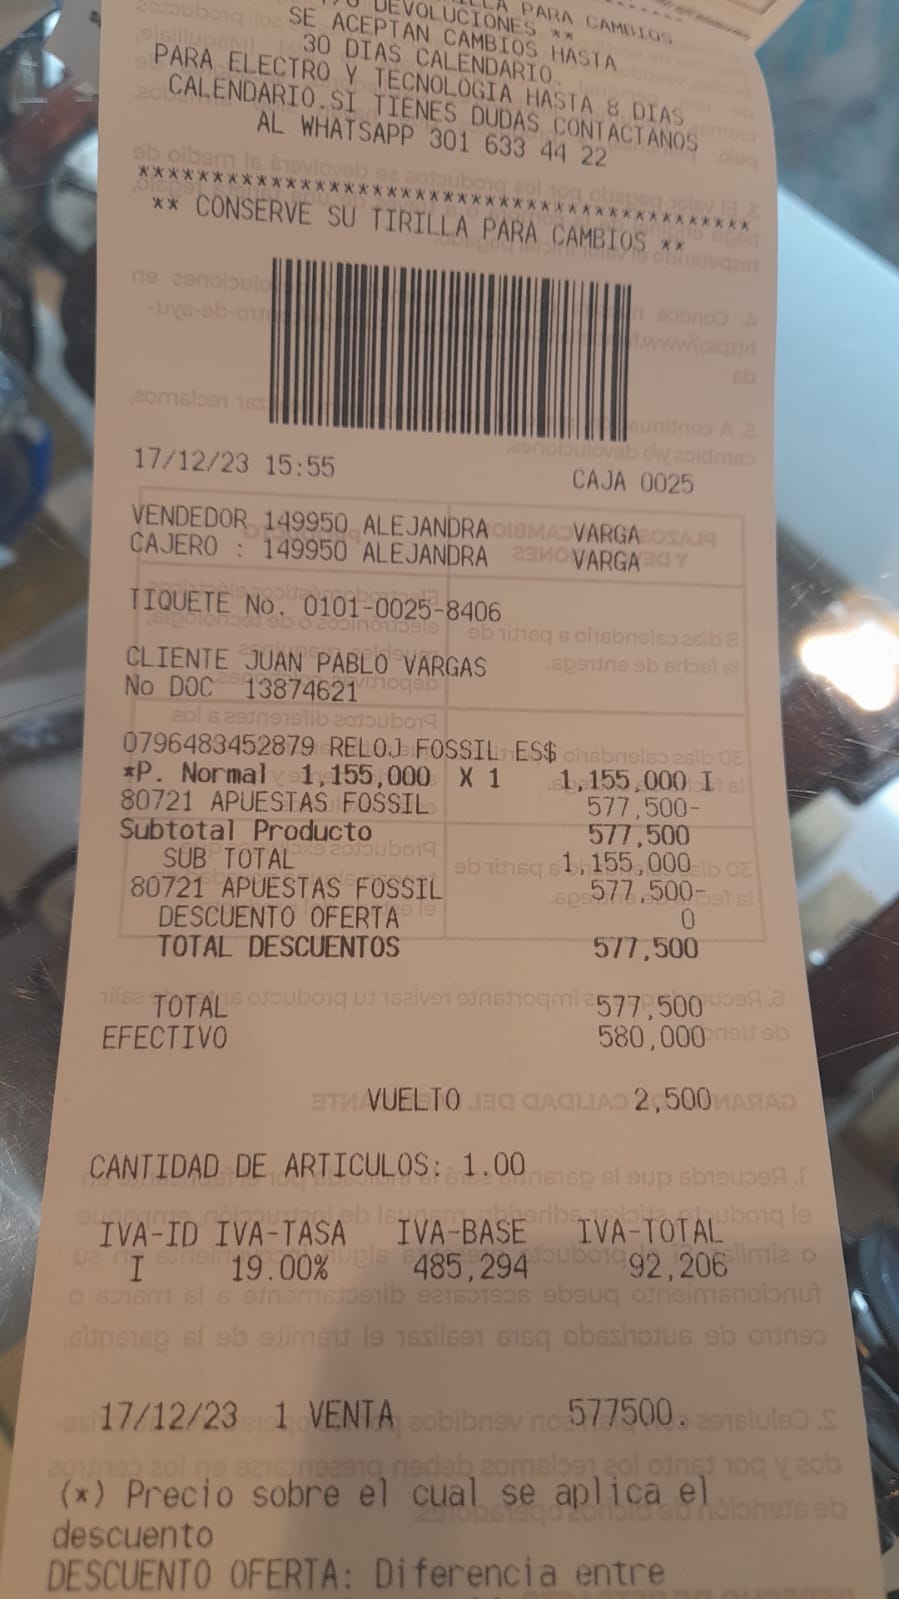 DEVOLUCIONES **
PARA CAMBIOS
SE ACEPTAN CAMBIOS HASTA
30 DIAS CALENDARIO.
PARA ELECTRO Y TECNOLOGIA HASTA 8 DIAS
CALENDARIO.SI TIENES DUDAS CONTACTANOS
AL WHATSAPP 301 633 44 22
******************************************
** CONSERVE SU TIRILLA PARA CAMBIOS **
17/12/23 15:55 CAJA 0025
VENDEDOR 149950 ALEJANDRA VARGA
CAJERO : 149950 ALEJANDRA VARGA
TIQUETE No. 0101-0025-8406
CLIENTE JUAN PABLO VARGAS
No DOC 13874621
0796483452879 RELOJ FOSSIL ES$
*P. Normal 1,155,000 X 1 1,155,000 I
80721 APUESTAS FOSSIL 577,500-
Subtotal Producto 577,500
SUB TOTAL 1,155,000
80721 APUESTAS FOSSIL 577,500-
DESCUENTO OFERTA 0
TOTAL DESCUENTOS 577,500
TOTAL 577,500
EFECTIVO 580,000
VUELTO 2,500
CANTIDAD DE ARTICULOS: 1.00
IVA-ID IVA-TASA IVA-BASE IVA-TOTAL
I 19.00% 485,294 92,206
17/12/23 1 VENTA 577500.
(*) Precio sobre el cual se aplica el
descuento
DESCUENTO OFERTA: Diferencia entre